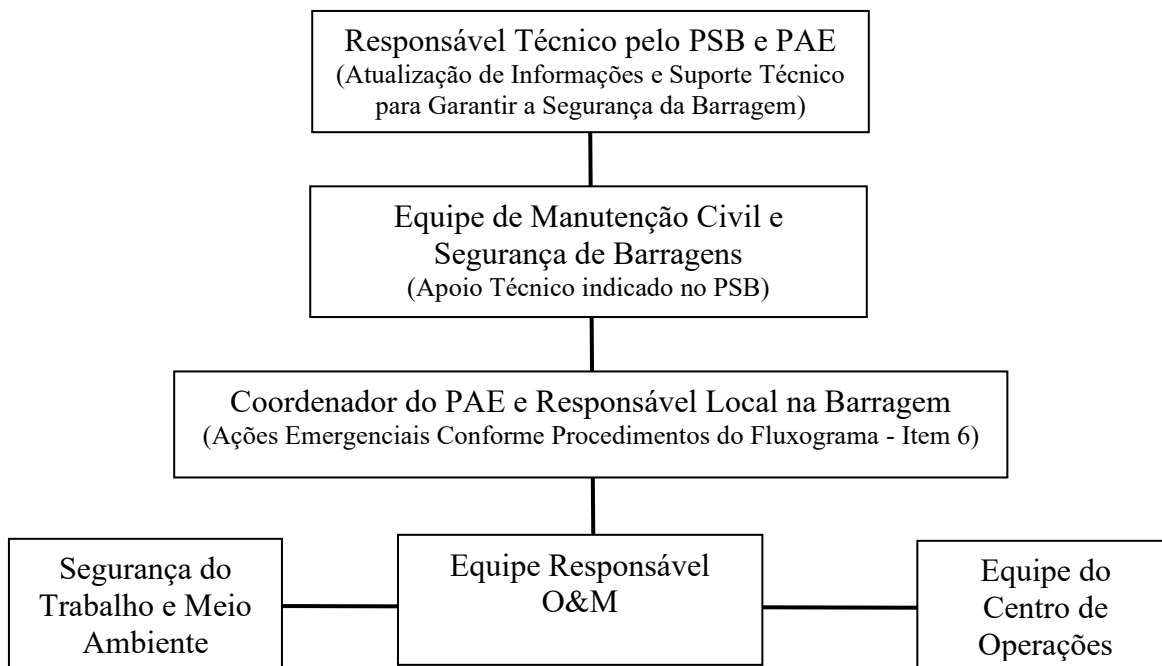 Responsável Técnico pelo PSB e PAE
(Atualização de Informações e Suporte Técnico
para Garantir a Segurança da Barragem)
Equipe de Manutenção Civil e
Segurança de Barragens
(Apoio Técnico indicado no PSB)
Coordenador do PAE e Responsável Local na Barragem
(Ações Emergenciais Conforme Procedimentos do Fluxograma - Item 6)
Segurança do
Trabalho e Meio
Ambiente
Equipe Responsável
O&M
Equipe do
Centro de
Operações